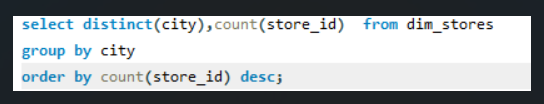 select distinct(city),count(store_id)  from dim_stores
group by city
order by count(store_id) desc;